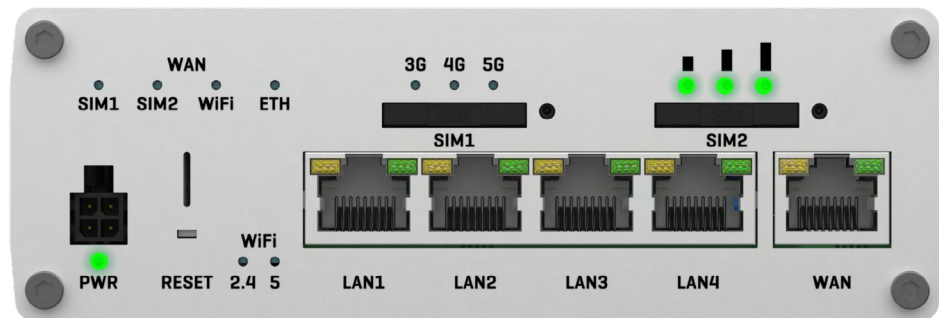 WAN
3G 4G 5G
SIM1 SIM2 WiFi ETH
SIM1
SIM2
WiFi
PWR RESET 2.4 5 LAN1 LAN2 LAN3 LAN4 WAN